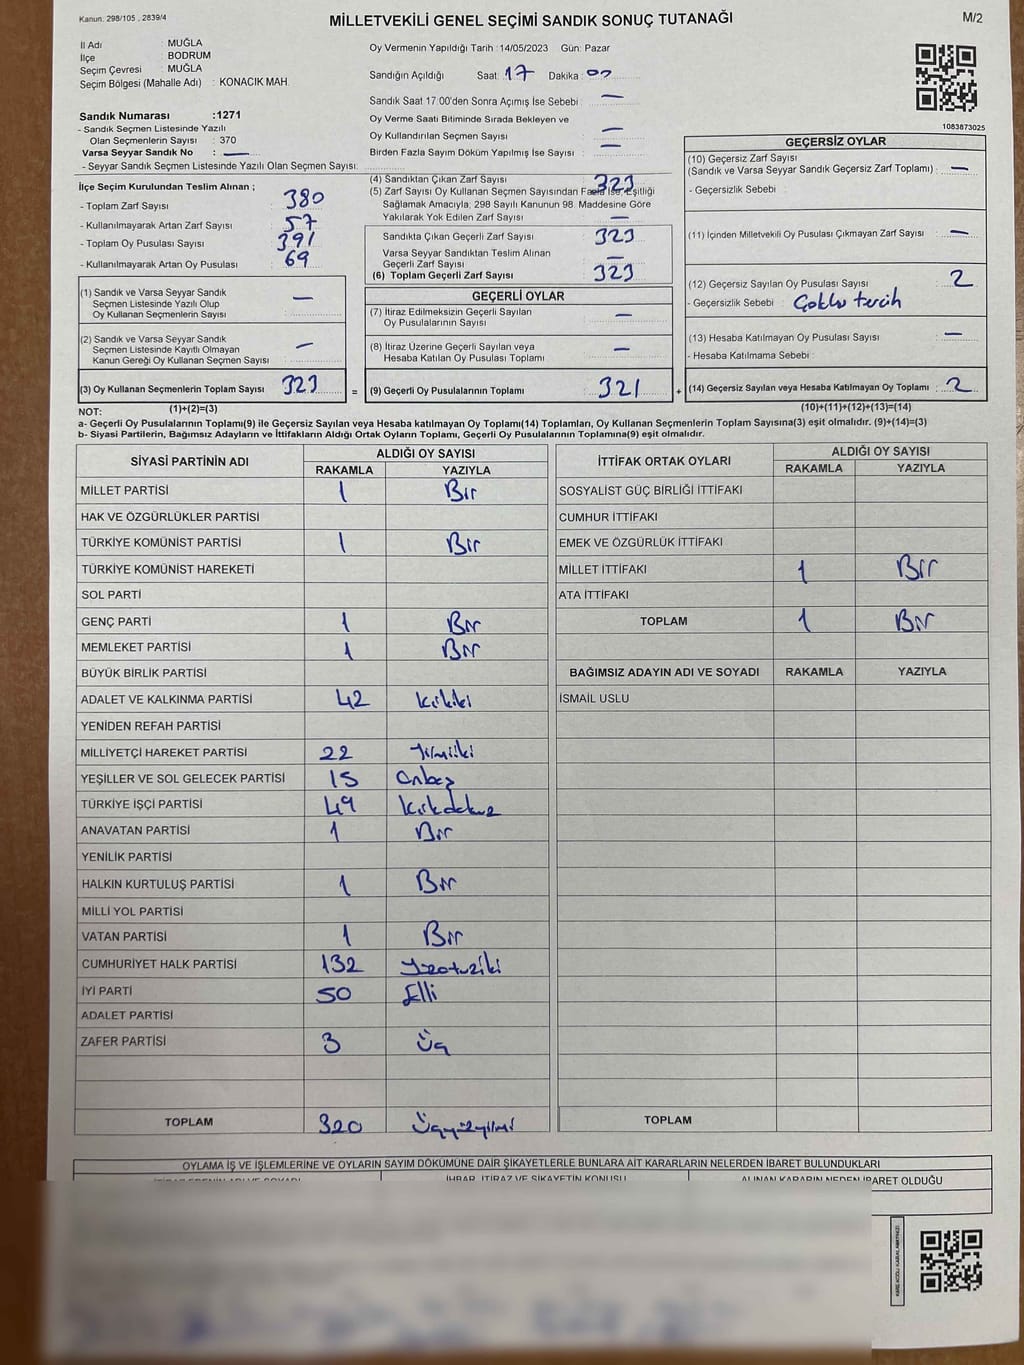 Kanun. 298/105 , 2839/4
MİLLETVEKİLİ GENEL SEÇİMİ SANDIK SONUÇ TUTANAĞI
M/2
İl Adı : MUĞLA
İlçe : BODRUM
Seçim Çevresi : MUĞLA
Seçim Bölgesi (Mahalle Adı) : KONACIK MAH.
Oy Vermenin Yapıldığı Tarih :14/05/2023 Gün: Pazar
Sandığın Açıldığı Saat: 17 Dakika : 00
Sandık Saat 17:00'den Sonra Açımış İse Sebebi : —
Oy Verme Saati Bitiminde Sırada Bekleyen ve
Oy Kullandırılan Seçmen Sayısı : —
Birden Fazla Sayım Döküm Yapılmış İse Sayısı : —
1083873025
Sandık Numarası :1271
- Sandık Seçmen Listesinde Yazılı
Olan Seçmenlerin Sayısı : 370
Varsa Seyyar Sandık No : —
- Seyyar Sandık Seçmen Listesinde Yazılı Olan Seçmen Sayısı:
İlçe Seçim Kurulundan Teslim Alınan ;
- Toplam Zarf Sayısı : 380
- Kullanılmayarak Artan Zarf Sayısı : 57
- Toplam Oy Pusulası Sayısı : 391
- Kullanılmayarak Artan Oy Pusulası : 69
(4) Sandıktan Çıkan Zarf Sayısı : 323
(5) Zarf Sayısı Oy Kullanan Seçmen Sayısından Fazla İse, Eşitliği
Sağlamak Amacıyla; 298 Sayılı Kanunun 98. Maddesine Göre
Yakılarak Yok Edilen Zarf Sayısı : —
Sandıkta Çıkan Geçerli Zarf Sayısı : 323
Varsa Seyyar Sandıktan Teslim Alınan
Geçerli Zarf Sayısı : —
(6) Toplam Geçerli Zarf Sayısı : 323
GEÇERSİZ OYLAR
(10) Geçersiz Zarf Sayısı
(Sandık ve Varsa Seyyar Sandık Geçersiz Zarf Toplamı) : —
- Geçersizlik Sebebi :
(11) İçinden Milletvekili Oy Pusulası Çıkmayan Zarf Sayısı : —
(12) Geçersiz Sayılan Oy Pusulası Sayısı : 2
- Geçersizlik Sebebi : Çoklu tercih
(13) Hesaba Katılmayan Oy Pusulası Sayısı : —
- Hesaba Katılmama Sebebi :
(14) Geçersiz Sayılan veya Hesaba Katılmayan Oy Toplamı : 2
(10)+(11)+(12)+(13)=(14)
(1) Sandık ve Varsa Seyyar Sandık
Seçmen Listesinde Yazılı Olup
Oy Kullanan Seçmenlerin Sayısı : —
(2) Sandık ve Varsa Seyyar Sandık
Seçmen Listesinde Kayıtlı Olmayan
Kanun Gereği Oy Kullanan Seçmen Sayısı : —
(3) Oy Kullanan Seçmenlerin Toplam Sayısı : 323 =
(1)+(2)=(3)
GEÇERLİ OYLAR
(7) İtiraz Edilmeksizin Geçerli Sayılan
Oy Pusulalarının Sayısı : —
(8) İtiraz Üzerine Geçerli Sayılan veya
Hesaba Katılan Oy Pusulası Toplamı : —
(9) Geçerli Oy Pusulalarının Toplamı : 321 +
NOT:
a- Geçerli Oy Pusulalarının Toplamı(9) ile Geçersiz Sayılan veya Hesaba Katılmayan Oy Toplamı(14) Toplamları, Oy Kullanan Seçmenlerin Toplam Sayısına(3) eşit olmalıdır. (9)+(14)=(3)
b- Siyasi Partilerin, Bağımsız Adayların ve İttifakların Aldığı Ortak Oyların Toplamı, Geçerli Oy Pusulalarının Toplamına(9) eşit olmalıdır.
SİYASİ PARTİNİN ADI ALDIĞI OY SAYISI
RAKAMLA YAZIYLA
MİLLET PARTİSİ 1 Bir
HAK VE ÖZGÜRLÜKLER PARTİSİ
TÜRKİYE KOMÜNİST PARTİSİ 1 Bir
TÜRKİYE KOMÜNİST HAREKETİ
SOL PARTİ
GENÇ PARTİ 1 Bir
MEMLEKET PARTİSİ 1 Bir
BÜYÜK BİRLİK PARTİSİ
ADALET VE KALKINMA PARTİSİ 42 Kırkiki
YENİDEN REFAH PARTİSİ
MİLLİYETÇİ HAREKET PARTİSİ 22 Yirmiiki
YEŞİLLER VE SOL GELECEK PARTİSİ 15 Onbeş
TÜRKİYE İŞÇİ PARTİSİ 49 Kırkdokuz
ANAVATAN PARTİSİ 1 Bir
YENİLİK PARTİSİ
HALKIN KURTULUŞ PARTİSİ 1 Bir
MİLLİ YOL PARTİSİ
VATAN PARTİSİ 1 Bir
CUMHURİYET HALK PARTİSİ 132 Yüzotuziki
İYİ PARTİ 50 Elli
ADALET PARTİSİ
ZAFER PARTİSİ 3 Üç
TOPLAM 320 Üçyüzyirmi
İTTİFAK ORTAK OYLARI ALDIĞI OY SAYISI
RAKAMLA YAZIYLA
SOSYALİST GÜÇ BİRLİĞİ İTTİFAKI
CUMHUR İTTİFAKI
EMEK VE ÖZGÜRLÜK İTTİFAKI
MİLLET İTTİFAKI 1 Bir
ATA İTTİFAKI
TOPLAM 1 Bir
BAĞIMSIZ ADAYIN ADI VE SOYADI RAKAMLA YAZIYLA
İSMAİL USLU
TOPLAM
OYLAMA İŞ VE İŞLEMLERİNE VE OYLARIN SAYIM DÖKÜMÜNE DAİR ŞİKAYETLERLE BUNLARA AİT KARARLARIN NELERDEN İBARET BULUNDUKLARI
İHBAR, İTİRAZ VE ŞİKAYETİN KONUSU
ALINAN KARARIN NEDEN İBARET OLDUĞU